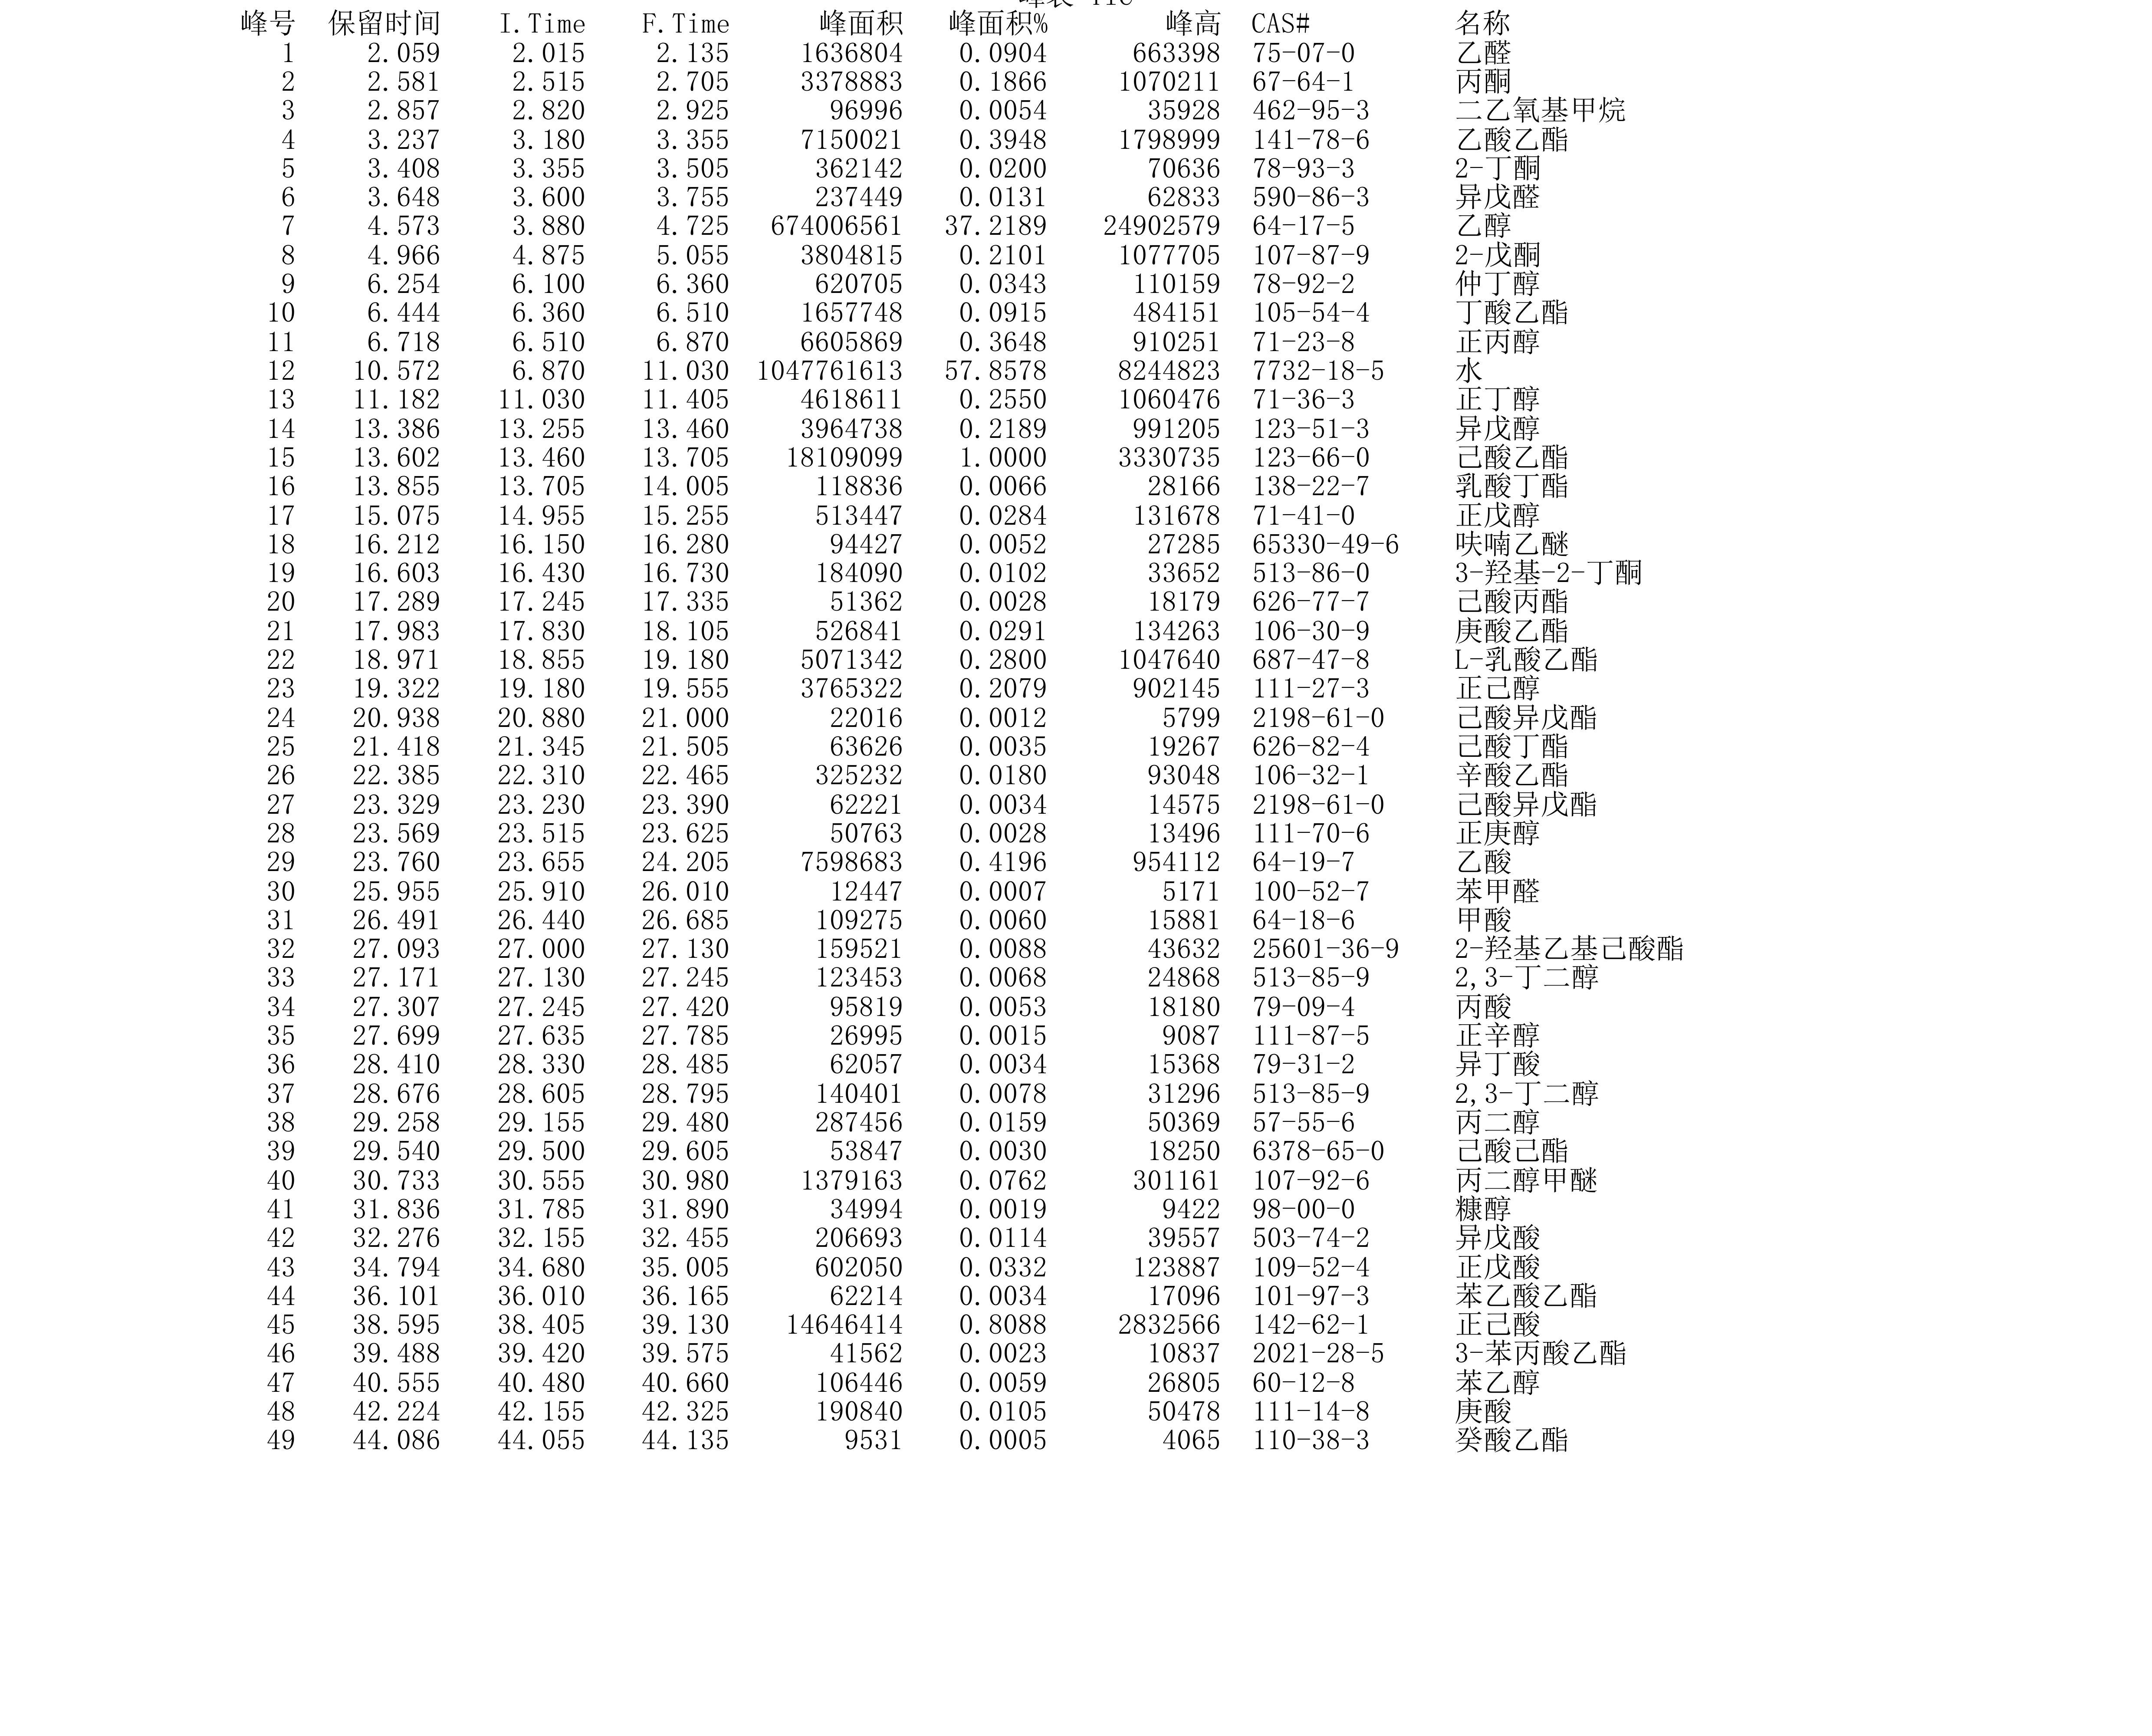 峰号 保留时间 I.Time F.Time 峰面积 峰面积% 峰高 CAS# 名称
1 2.059 2.015 2.135 1636804 0.0904 663398 75-07-0 乙醛
2 2.581 2.515 2.705 3378883 0.1866 1070211 67-64-1 丙酮
3 2.857 2.820 2.925 96996 0.0054 35928 462-95-3 二乙氧基甲烷
4 3.237 3.180 3.355 7150021 0.3948 1798999 141-78-6 乙酸乙酯
5 3.408 3.355 3.505 362142 0.0200 70636 78-93-3 2-丁酮
6 3.648 3.600 3.755 237449 0.0131 62833 590-86-3 异戊醛
7 4.573 3.880 4.725 674006561 37.2189 24902579 64-17-5 乙醇
8 4.966 4.875 5.055 3804815 0.2101 1077705 107-87-9 2-戊酮
9 6.254 6.100 6.360 620705 0.0343 110159 78-92-2 仲丁醇
10 6.444 6.360 6.510 1657748 0.0915 484151 105-54-4 丁酸乙酯
11 6.718 6.510 6.870 6605869 0.3648 910251 71-23-8 正丙醇
12 10.572 6.870 11.030 1047761613 57.8578 8244823 7732-18-5 水
13 11.182 11.030 11.405 4618611 0.2550 1060476 71-36-3 正丁醇
14 13.386 13.255 13.460 3964738 0.2189 991205 123-51-3 异戊醇
15 13.602 13.460 13.705 18109099 1.0000 3330735 123-66-0 己酸乙酯
16 13.855 13.705 14.005 118836 0.0066 28166 138-22-7 乳酸丁酯
17 15.075 14.955 15.255 513447 0.0284 131678 71-41-0 正戊醇
18 16.212 16.150 16.280 94427 0.0052 27285 65330-49-6 呋喃乙醚
19 16.603 16.430 16.730 184090 0.0102 33652 513-86-0 3-羟基-2-丁酮
20 17.289 17.245 17.335 51362 0.0028 18179 626-77-7 己酸丙酯
21 17.983 17.830 18.105 526841 0.0291 134263 106-30-9 庚酸乙酯
22 18.971 18.855 19.180 5071342 0.2800 1047640 687-47-8 L-乳酸乙酯
23 19.322 19.180 19.555 3765322 0.2079 902145 111-27-3 正己醇
24 20.938 20.880 21.000 22016 0.0012 5799 2198-61-0 己酸异戊酯
25 21.418 21.345 21.505 63626 0.0035 19267 626-82-4 己酸丁酯
26 22.385 22.310 22.465 325232 0.0180 93048 106-32-1 辛酸乙酯
27 23.329 23.230 23.390 62221 0.0034 14575 2198-61-0 己酸异戊酯
28 23.569 23.515 23.625 50763 0.0028 13496 111-70-6 正庚醇
29 23.760 23.655 24.205 7598683 0.4196 954112 64-19-7 乙酸
30 25.955 25.910 26.010 12447 0.0007 5171 100-52-7 苯甲醛
31 26.491 26.440 26.685 109275 0.0060 15881 64-18-6 甲酸
32 27.093 27.000 27.130 159521 0.0088 43632 25601-36-9 2-羟基乙基己酸酯
33 27.171 27.130 27.245 123453 0.0068 24868 513-85-9 2,3-丁二醇
34 27.307 27.245 27.420 95819 0.0053 18180 79-09-4 丙酸
35 27.699 27.635 27.785 26995 0.0015 9087 111-87-5 正辛醇
36 28.410 28.330 28.485 62057 0.0034 15368 79-31-2 异丁酸
37 28.676 28.605 28.795 140401 0.0078 31296 513-85-9 2,3-丁二醇
38 29.258 29.155 29.480 287456 0.0159 50369 57-55-6 丙二醇
39 29.540 29.500 29.605 53847 0.0030 18250 6378-65-0 己酸己酯
40 30.733 30.555 30.980 1379163 0.0762 301161 107-92-6 丙二醇甲醚
41 31.836 31.785 31.890 34994 0.0019 9422 98-00-0 糠醇
42 32.276 32.155 32.455 206693 0.0114 39557 503-74-2 异戊酸
43 34.794 34.680 35.005 602050 0.0332 123887 109-52-4 正戊酸
44 36.101 36.010 36.165 62214 0.0034 17096 101-97-3 苯乙酸乙酯
45 38.595 38.405 39.130 14646414 0.8088 2832566 142-62-1 正己酸
46 39.488 39.420 39.575 41562 0.0023 10837 2021-28-5 3-苯丙酸乙酯
47 40.555 40.480 40.660 106446 0.0059 26805 60-12-8 苯乙醇
48 42.224 42.155 42.325 190840 0.0105 50478 111-14-8 庚酸
49 44.086 44.055 44.135 9531 0.0005 4065 110-38-3 癸酸乙酯